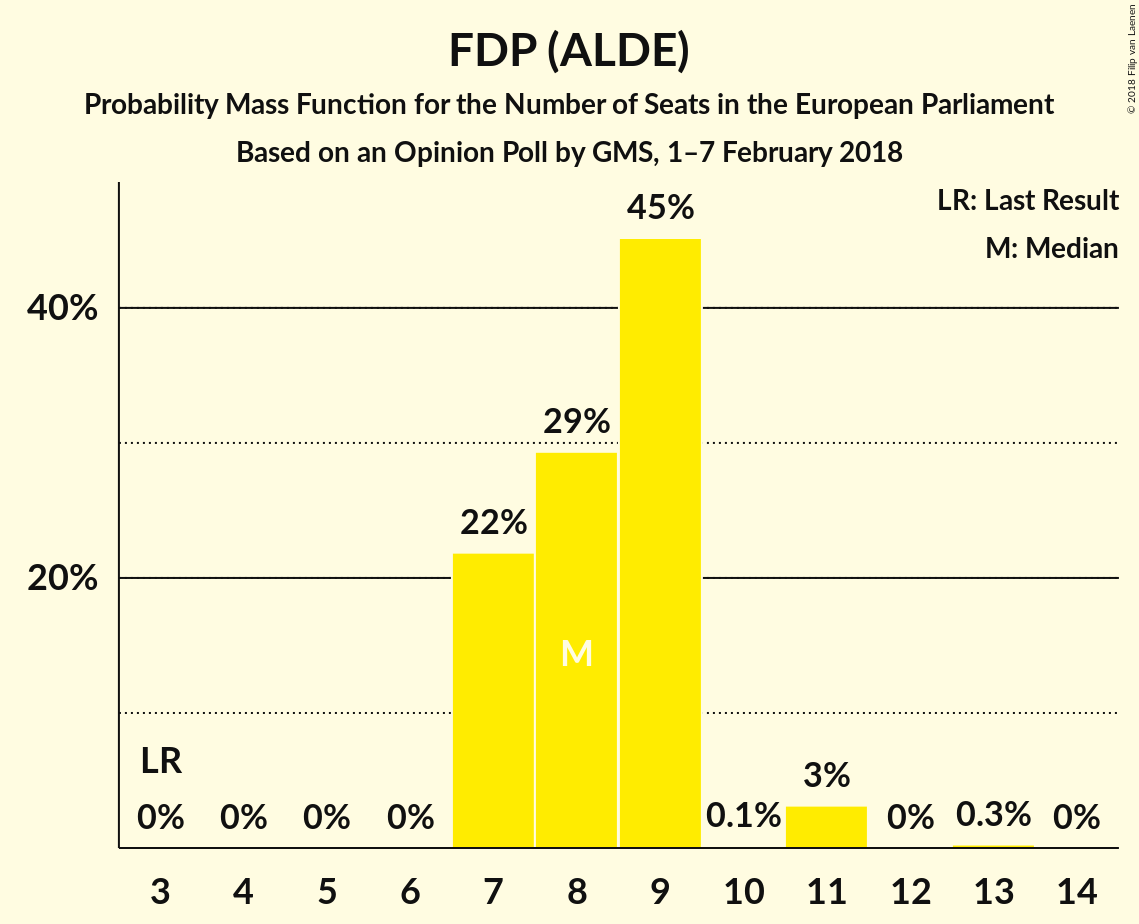 FDP (ALDE)
Probability Mass Function for the Number of Seats in the European Parliament
Based on an Opinion Poll by GMS, 1–7 February 2018
© 2018 Filip van Laenen
LR: Last Result
M: Median
45%
40%
29%
22%
20%
M
LR
0% 0% 0% 0% 0.1% 3% 0% 0.3% 0%
3 4 5 6 7 8 9 10 11 12 13 14